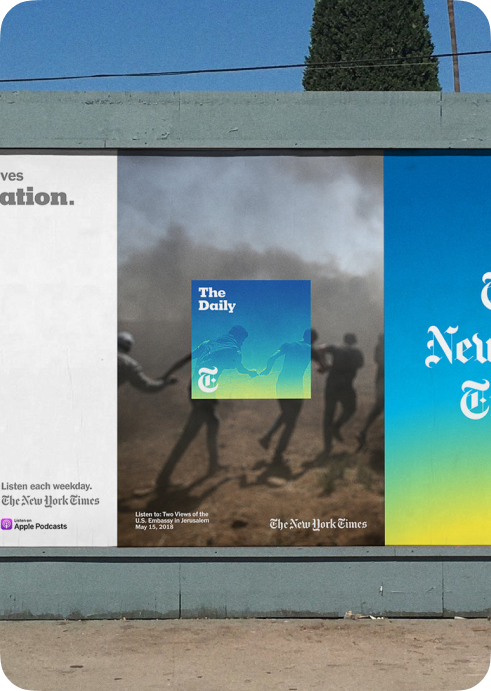 ves
ation.
Listen each weekday.
The New York Times
Listen on
Apple Podcasts
The
Daily
T
Listen to: Two Views of the
U.S. Embassy in Jerusalem
May 15, 2018
The New York Times
T
New
T